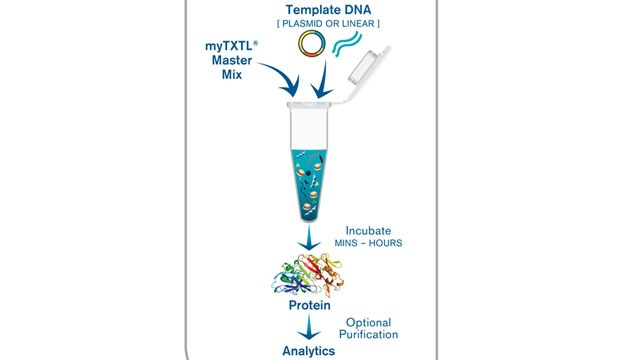 Template DNA
[ PLASMID OR LINEAR ]
myTXTL®
Master
Mix
Incubate
MINS – HOURS
Protein
Optional
Purification
Analytics